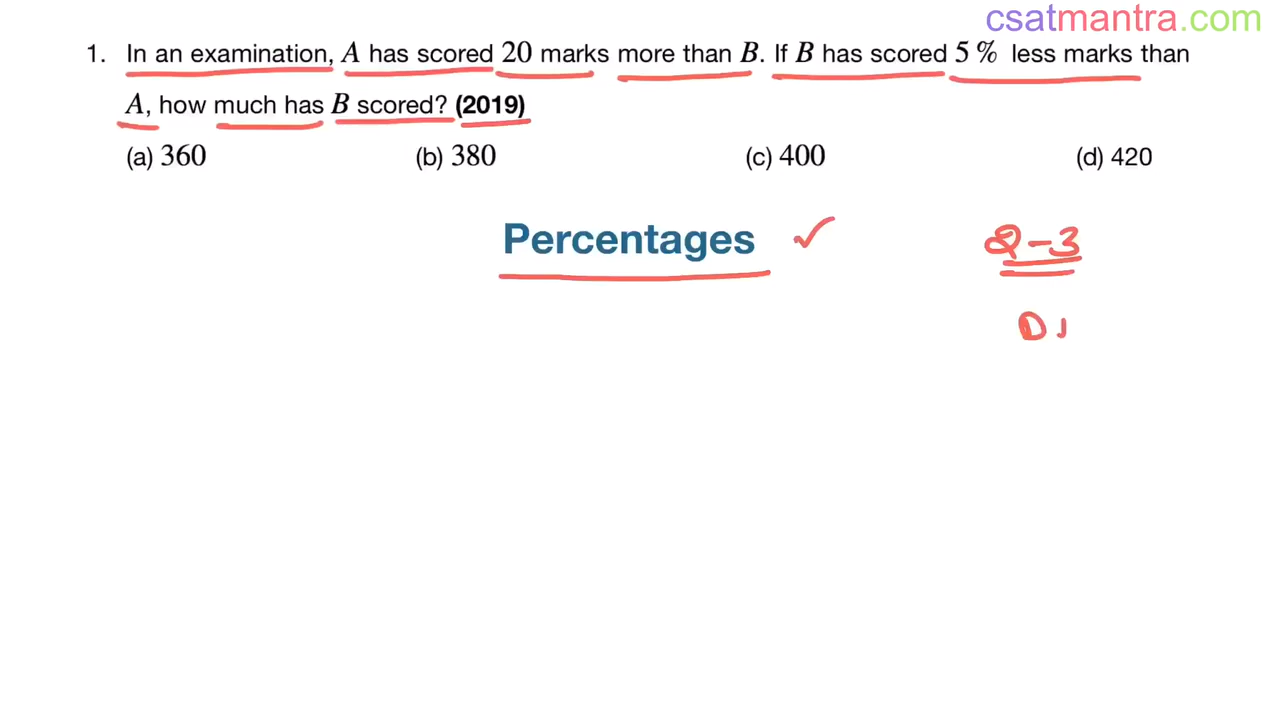 csatmantra.com
1. In an examination, A has scored 20 marks more than B. If B has scored 5 % less marks than
A, how much has B scored? (2019)
(a) 360 (b) 380 (c) 400 (d) 420
Percentages ✓ 2-3